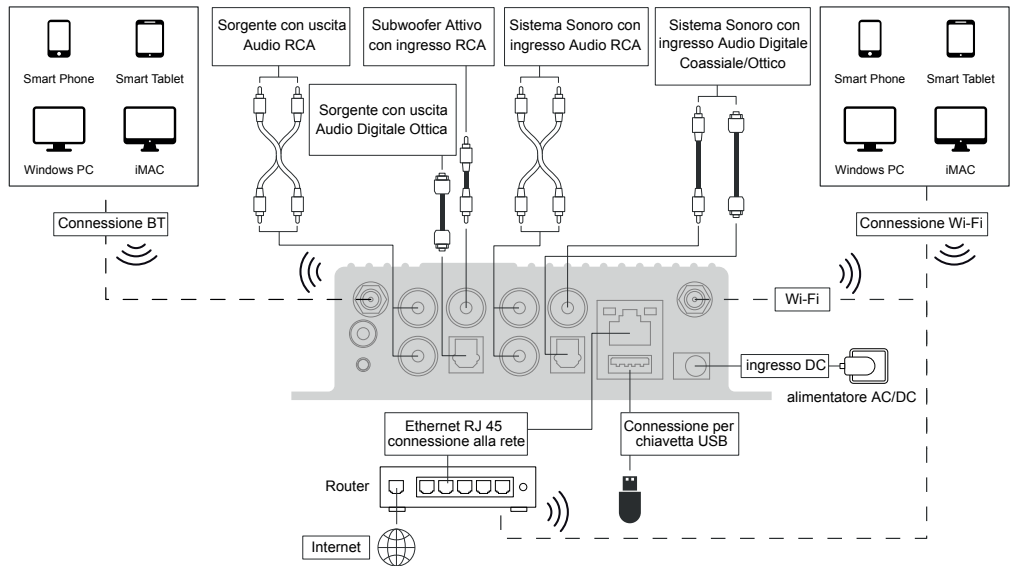 Smart Phone
Smart Tablet
Windows PC
iMAC
Connessione BT
Sorgente con uscita
Audio RCA
Subwoofer Attivo
con ingresso RCA
Sistema Sonoro con
ingresso Audio RCA
Sistema Sonoro con
ingresso Audio Digitale
Coassiale/Ottico
Sorgente con uscita
Audio Digitale Ottica
Smart Phone
Smart Tablet
Windows PC
iMAC
Connessione Wi-Fi
Wi-Fi
ingresso DC
alimentatore AC/DC
Ethernet RJ 45
connessione alla rete
Connessione per
chiavetta USB
Router
Internet